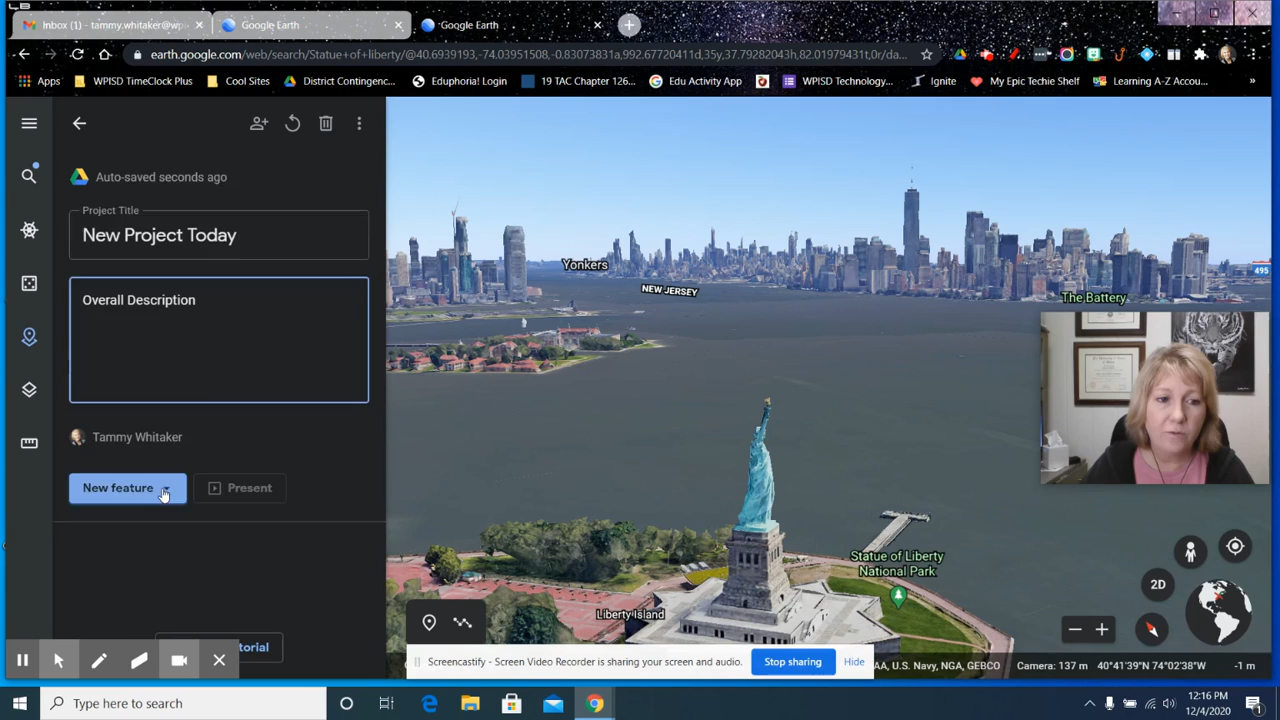 Inbox (1) - tammy.whitaker@wp
Google Earth
Google Earth
earth.google.com/web/search/Statue+of+liberty/@40.6939193,-74.03951508,-0.83073831a,992.67720411d,35y,37.79282043h,82.01979431t,0r/da...
Apps
WPISD TimeClock Plus
Cool Sites
District Contingenc...
Euphoria! Login
19 TAC Chapter 126...
Edu Activity App
WPISD Technology...
Ignite
My Epic Techie Shelf
Learning A-Z Accou...
»
Auto-saved seconds ago
Project Title
New Project Today
Overall Description
Tammy Whitaker
New feature
Present
torial
Yonkers
NEW JERSEY
495
The Battery
Statue of Liberty
National Park
Liberty Island
2D
Screencastify - Screen Video Recorder is sharing your screen and audio.
Stop sharing
Hide
AA, U.S. Navy, NGA, GEBCO
Camera: 137 m
40°41'39"N 74°02'38"W
-1 m
Type here to search
12:16 PM
12/4/2020
1